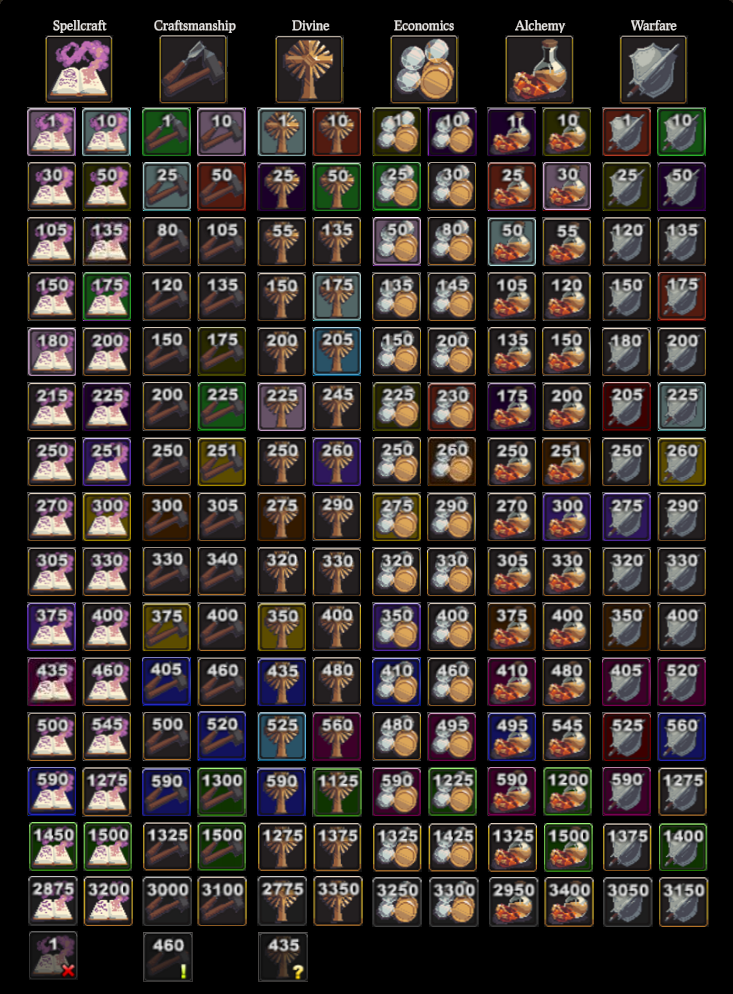 Spellcraft Craftsmanship Divine Economics Alchemy Warfare
1 10 1 10 1 10 1 10 1 10 1 10
30 50 25 50 25 50 25 30 25 30 25 50
105 135 80 105 55 135 50 80 50 55 120 135
150 175 120 135 150 175 135 145 105 120 150 175
180 200 150 175 200 205 150 200 135 150 180 200
215 225 200 225 225 245 225 230 175 200 205 225
250 251 250 251 250 260 250 260 250 251 250 260
270 300 300 305 275 290 275 290 270 300 275 290
305 330 330 340 320 330 320 330 305 330 320 330
375 400 375 400 350 400 350 400 375 400 350 400
435 460 405 460 435 480 410 460 410 480 405 520
500 545 500 520 525 560 480 495 495 545 525 560
590 1275 590 1300 590 1125 590 1225 590 1200 590 1275
1450 1500 1325 1500 1275 1375 1325 1425 1325 1500 1375 1400
2875 3200 3000 3100 2775 3350 3250 3300 2950 3400 3050 3150
1 460 ! 435 ?